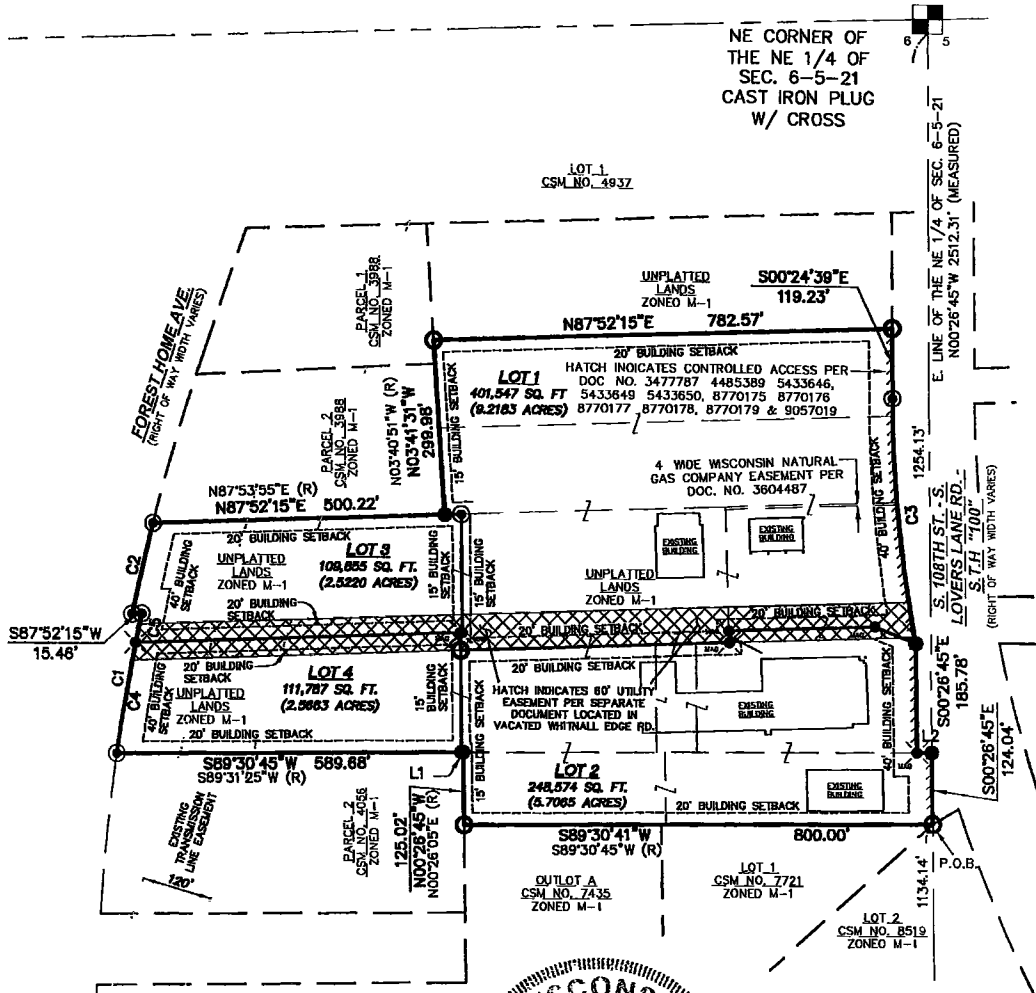 NE CORNER OF
THE NE 1/4 OF
SEC. 6-5-21
CAST IRON PLUG
W/ CROSS
6
5
E. LINE OF THE NE 1/4 OF SEC. 6-5-21
N00°26'45"W 2512.31' (MEASURED)
LOT 1
CSM NO. 4937
FOREST HOME AVE.
(RIGHT OF WAY WIDTH VARIES)
PARCEL 1
CSM NO. 3988
ZONED M-1
UNPLATTED
LANDS
ZONED M-1
S00°24'39"E
119.23'
N87°52'15"E 782.57'
20' BUILDING SETBACK
LOT 1
401,547 SQ. FT
(9.2183 ACRES)
HATCH INDICATES CONTROLLED ACCESS PER
DOC NO. 3477787 4485389 5433646,
5433649 5433650, 8770175 8770176
8770177 8770178, 8770179 & 9057019
15' BUILDING SETBACK
N03°40'51"W (R)
N03°41'31"W
299.98'
PARCEL 2
CSM NO. 3988
ZONED M-1
4 WIDE WISCONSIN NATURAL
GAS COMPANY EASEMENT PER
DOC. NO. 3604487
1254.13'
40' BUILDING SETBACK
C3
S. 108TH ST.-S.
LOVERS LANE RD.-
S.T.H "100"
(RIGHT OF WAY WIDTH VARIES)
N87°53'55"E (R)
N87°52'15"E 500.22'
20' BUILDING SETBACK
C2
UNPLATTED
LANDS
ZONED M-1
LOT 3
109,855 SQ. FT.
(2.5220 ACRES)
40' BUILDING
SETBACK
15' BUILDING
SETBACK
15' BUILDING
SETBACK
EXISTING
BUILDING
EXISTING
BUILDING
UNPLATTED
LANDS
ZONED M-1
20' BUILDING
SETBACK
20' BUILDING SETBACK
20' BUILDING SETBACK
S87°52'15"W
15.46'
C5
MAG
20' BUILDING
SETBACK
20' BUILDING
SETBACK
C1
C4
LOT 4
111,787 SQ. FT.
(2.5663 ACRES)
UNPLATTED
LANDS
ZONED M-1
40' BUILDING
SETBACK
15' BUILDING
SETBACK
HATCH INDICATES 60' UTILITY
EASEMENT PER SEPARATE
DOCUMENT LOCATED IN
VACATED WHITNALL EDGE RD.
EXISTING
BUILDING
20' BUILDING SETBACK
S00°26'45"E
185.78'
S00°26'45"E
124.04'
L2
S89°30'45"W 589.68'
S89°31'25"W (R)
L1
15' BUILDING SETBACK
40' BUILDING SETBACK
LOT 2
248,574 SQ. FT.
(5.7065 ACRES)
EXISTING
BUILDING
20' BUILDING SETBACK
EXISTING
TRANSMISSION
LINE EASEMENT
120'
PARCEL 2
CSM NO. 4056
ZONED M-1
125.02'
N00°26'45"W
N00°26'05"E (R)
S89°30'41"W 800.00'
S89°30'45"W (R)
P.O.B.
1134.14'
OUTLOT A
CSM NO. 7435
ZONED M-1
LOT 1
CSM NO. 7721
ZONED M-1
LOT 2
CSM NO. 8519
ZONED M-1